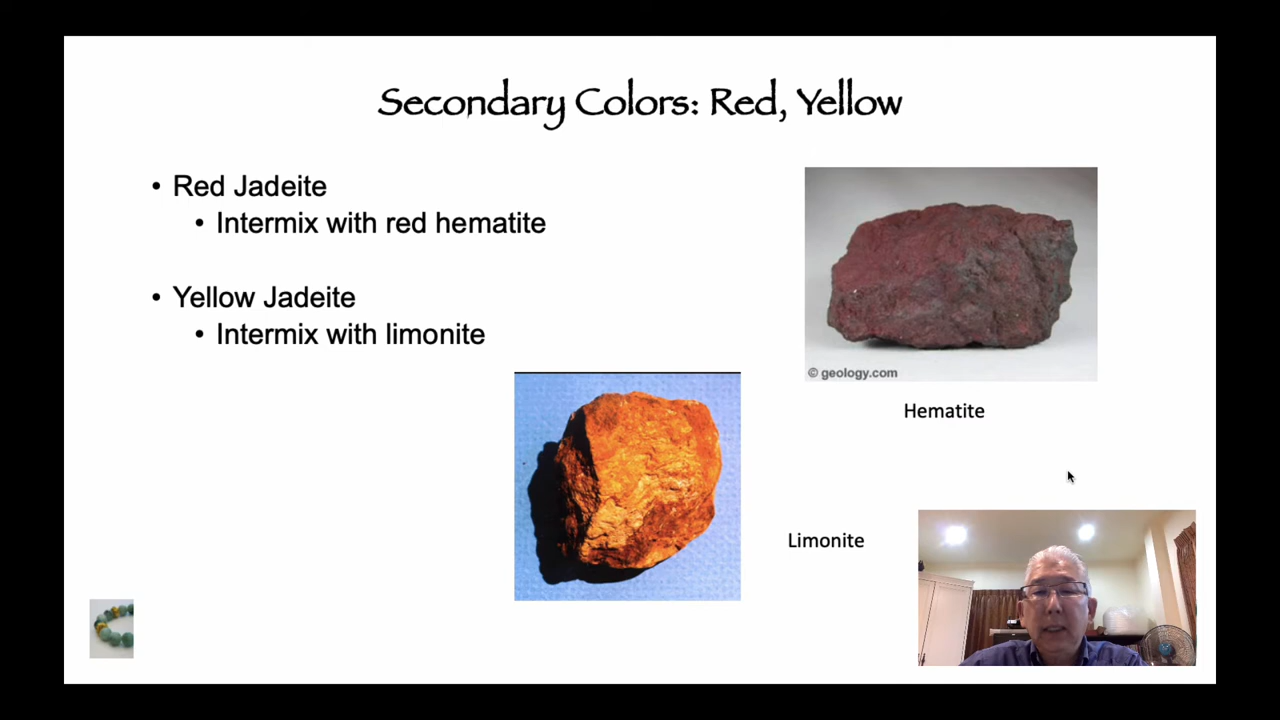 Secondary Colors: Red, Yellow
• Red Jadeite
• Intermix with red hematite
• Yellow Jadeite
• Intermix with limonite
© geology.com
Hematite
Limonite